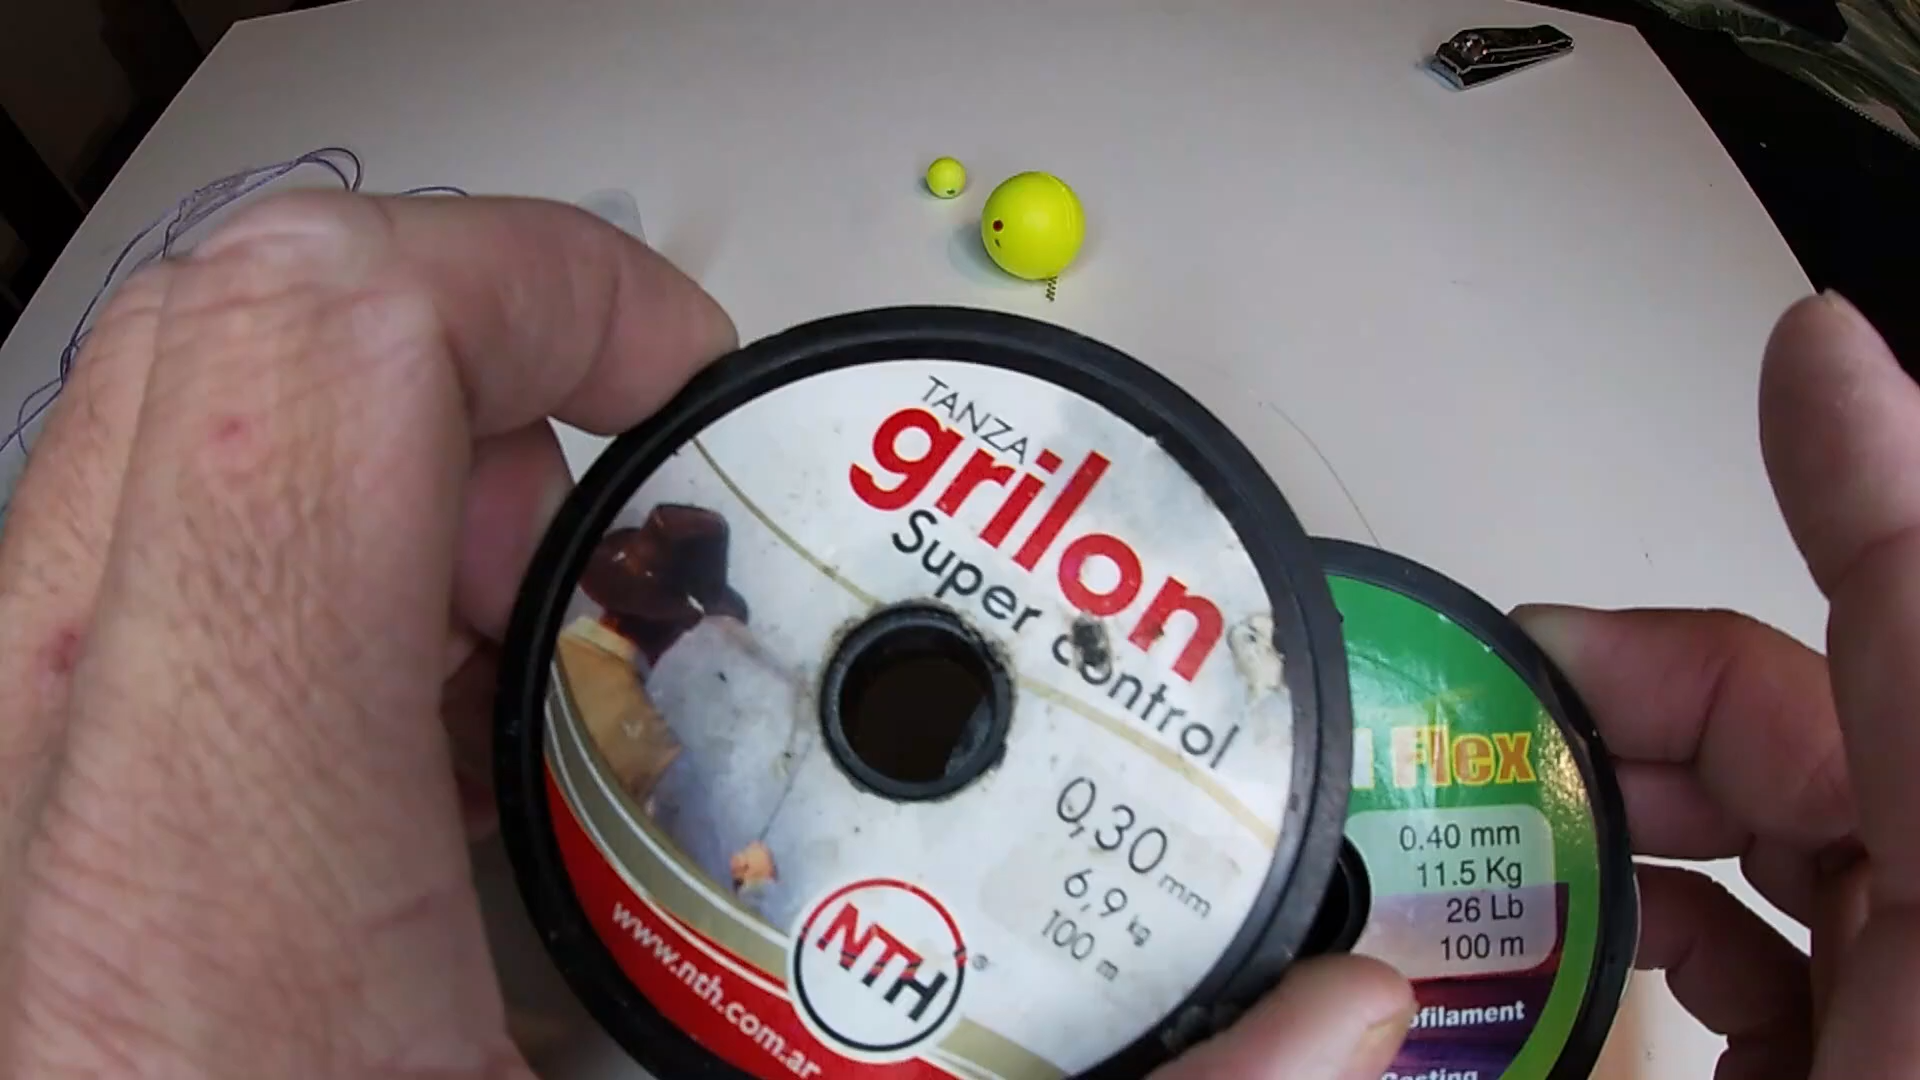 TANZA
grilon
Super control
0,30 mm
6,9 kg
100 m
NTH®
www.nth.com.ar
Flex
0.40 mm
11.5 Kg
26 Lb
100 m